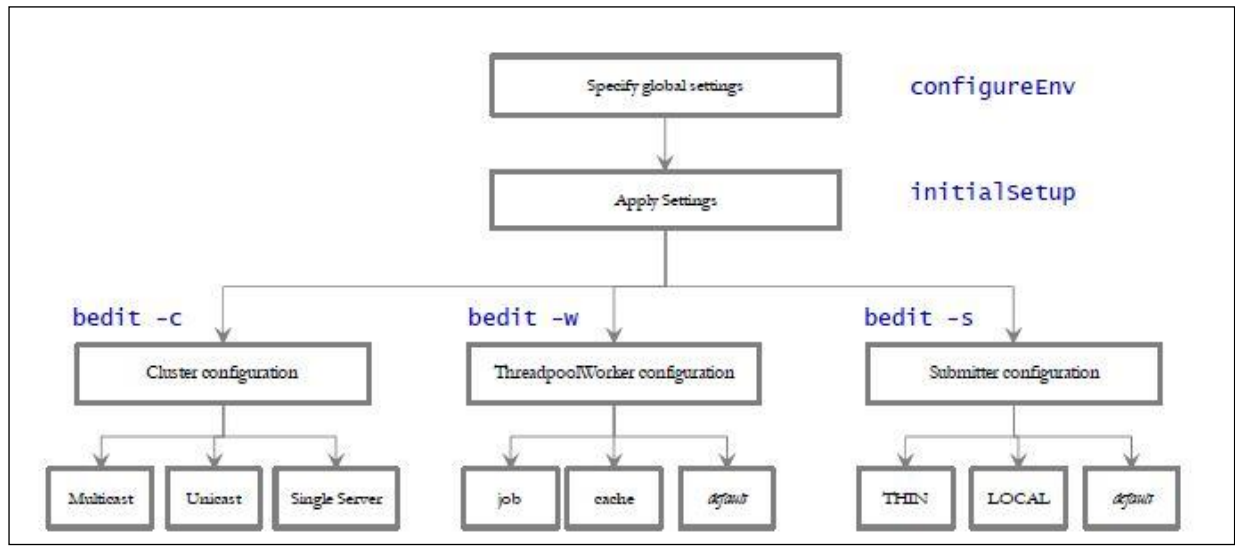 Specify global settings
configureEnv
Apply Settings
initialSetup
bedit -c
bedit -w
bedit -s
Cluster configuration
ThreadpoolWorker configuration
Submitter configuration
Multicast
Unicast
Single Server
job
cache
default
THIN
LOCAL
default